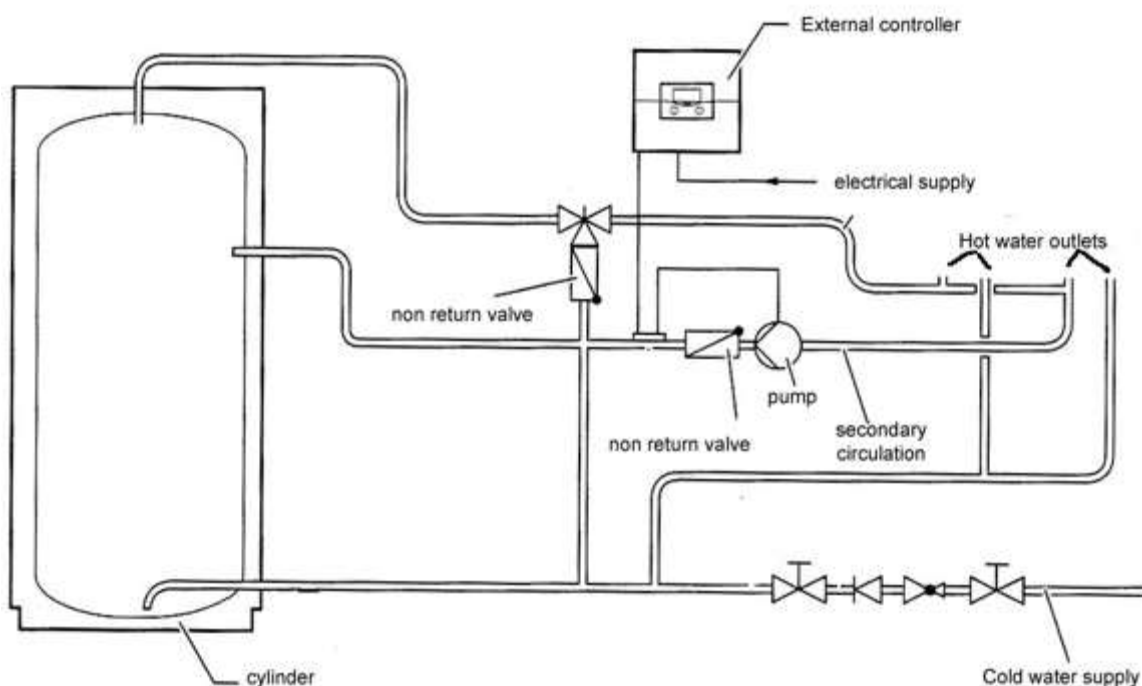 External controller
electrical supply
Hot water outlets
non return valve
pump
non return valve
secondary
circulation
cylinder
Cold water supply